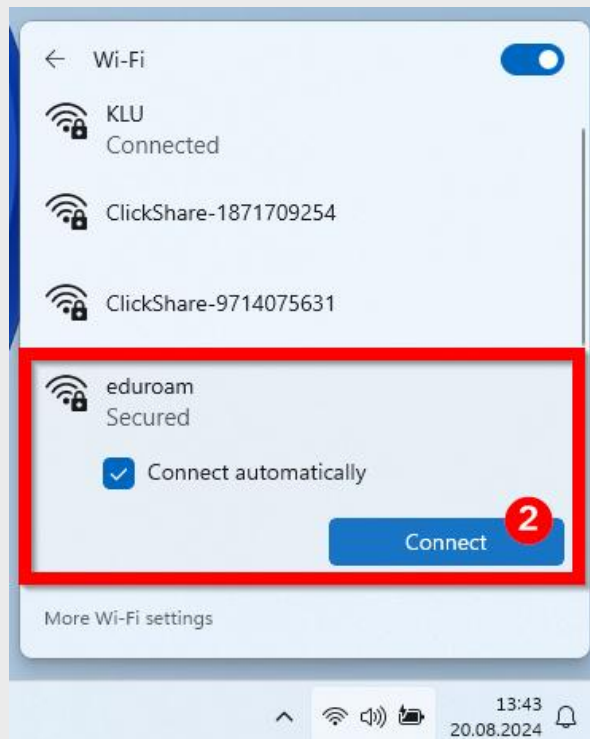 Wi-Fi
KLU
Connected
ClickShare-1871709254
ClickShare-9714075631
eduroam
Secured
Connect automatically
Connect
2
More Wi-Fi settings
13:43
20.08.2024